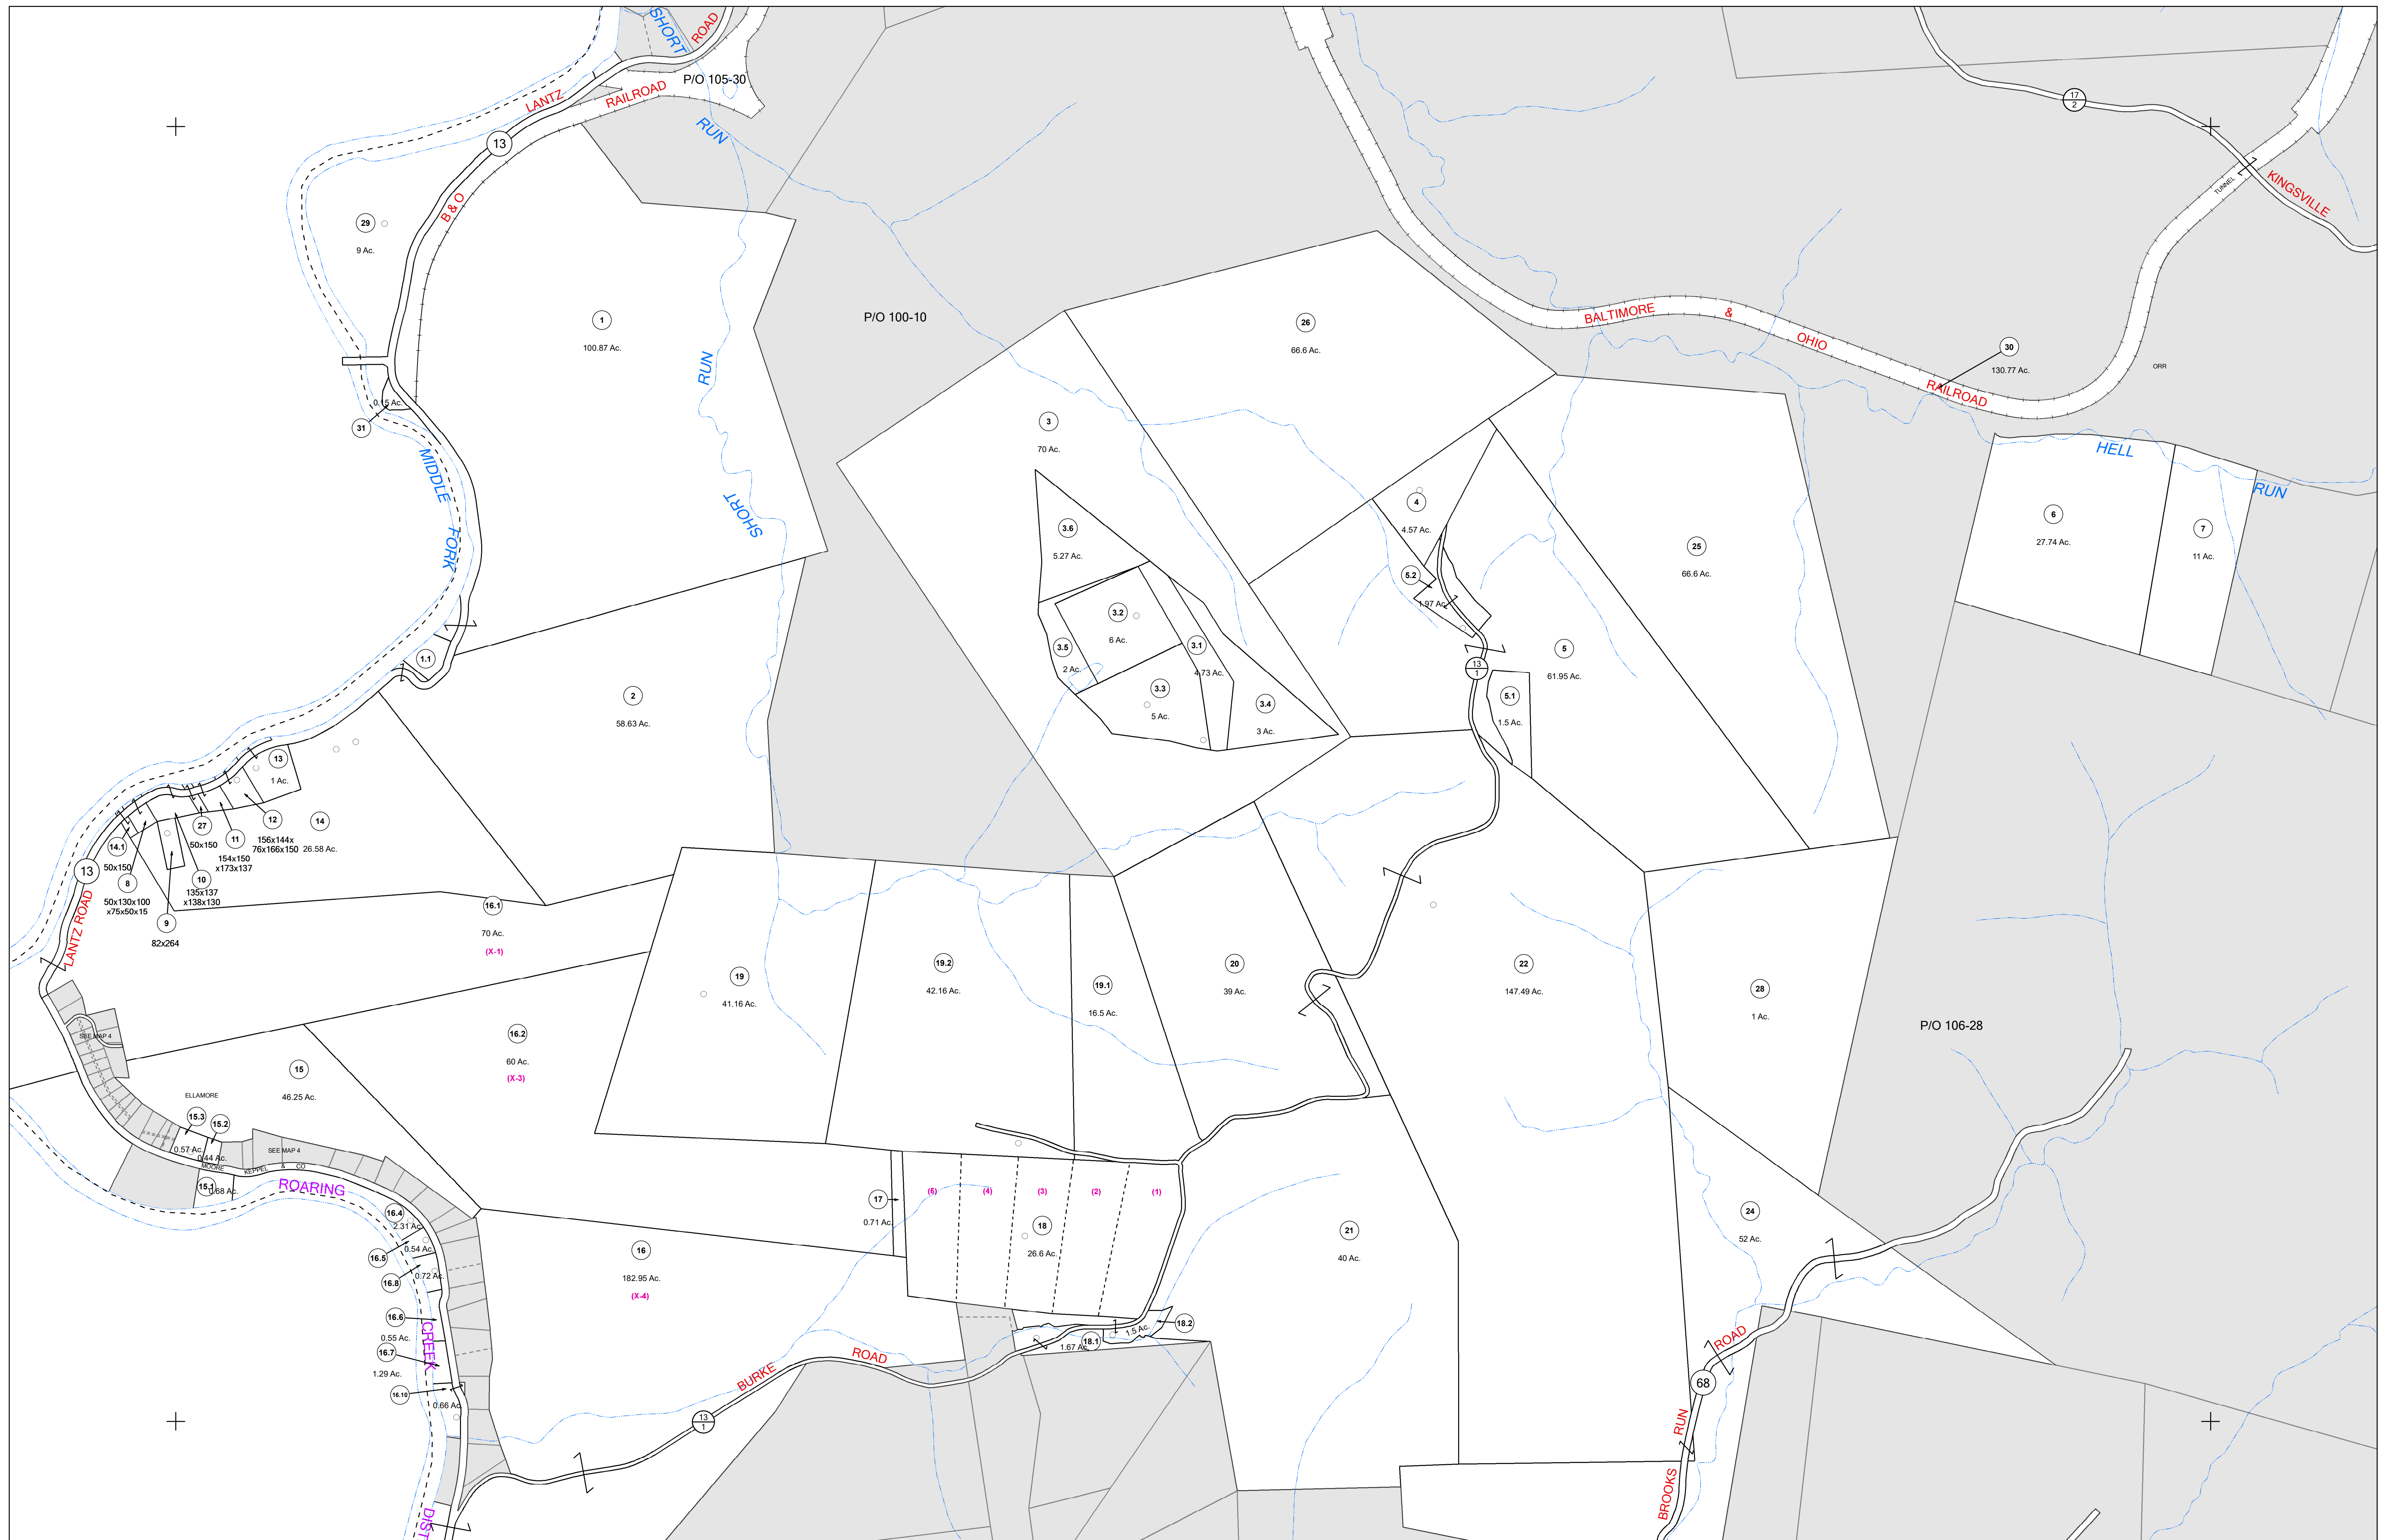 SHORT
ROAD
P/O 105-30
LANTZ
RAILROAD
RUN
13
B & O
17
2
KINGSVILLE
TUNNEL
29
9 Ac.
1
100.87 Ac.
P/O 100-10
26
66.6 Ac.
BALTIMORE
&
OHIO
RAILROAD
30
130.77 Ac.
ORR
RUN
SHORT
0.15 Ac.
31
MIDDLE
FORK
3
70 Ac.
HELL
RUN
4
4.57 Ac.
3.6
5.27 Ac.
25
66.6 Ac.
6
27.74 Ac.
7
11 Ac.
5.2
1.97 Ac.
3.2
6 Ac.
3.5
2 Ac.
3.1
4.73 Ac.
5
61.95 Ac.
13
1
1.1
2
58.63 Ac.
3.3
5 Ac.
3.4
3 Ac.
5.1
1.5 Ac.
13
1 Ac.
12
156x144x
76x166x150
14
26.58 Ac.
27
50x150
11
154x150
x173x137
14.1
50x150
13
8
50x130x100
x75x50x15
10
135x137
x138x130
9
82x264
LANTZ ROAD
16.1
70 Ac.
(X-1)
19
41.16 Ac.
19.2
42.16 Ac.
19.1
16.5 Ac.
20
39 Ac.
22
147.49 Ac.
28
1 Ac.
P/O 106-28
SEE MAP 4
16.2
60 Ac.
(X-3)
15
46.25 Ac.
ELLAMORE
15.3
15.2
0.57 Ac.
0.44 Ac.
SEE MAP 4
MOORE
KEPPEL
&
CO
15.1
0.68 Ac.
ROARING
17
0.71 Ac.
(5)
(4)
(3)
(2)
(1)
18
26.6 Ac.
21
40 Ac.
24
52 Ac.
16.4
2.31 Ac.
16.5
0.54 Ac.
16.8
0.72 Ac.
16
182.95 Ac.
(X-4)
16.6
0.55 Ac.
16.7
1.29 Ac.
16.10
0.66 Ac.
CREEK
18.2
1.5 Ac.
18.1
1.67 Ac.
BURKE
ROAD
13
1
ROAD
68
RUN
BROOKS
DIST